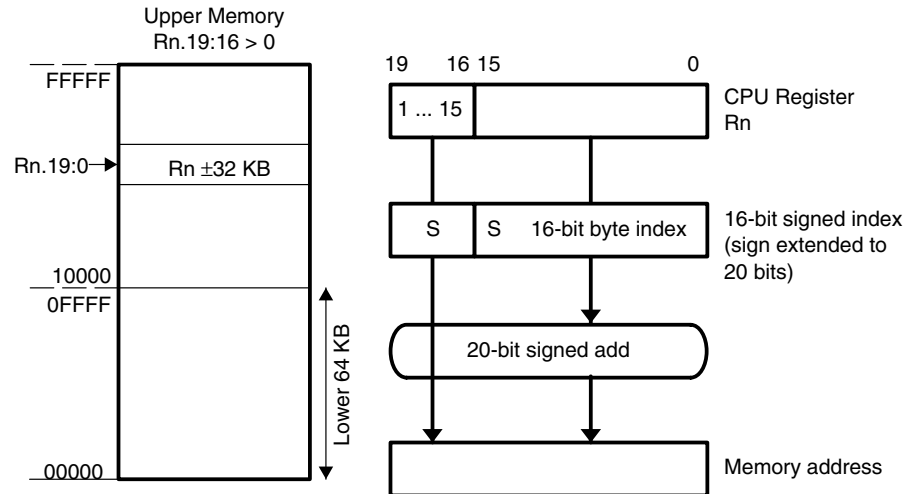 Upper Memory
Rn.19:16 > 0
FFFFF
Rn.19:0
Rn ±32 KB
10000
0FFFF
Lower 64 KB
00000
19 16 15 0
1 ... 15
CPU Register
Rn
S S 16-bit byte index
16-bit signed index
(sign extended to
20 bits)
20-bit signed add
Memory address